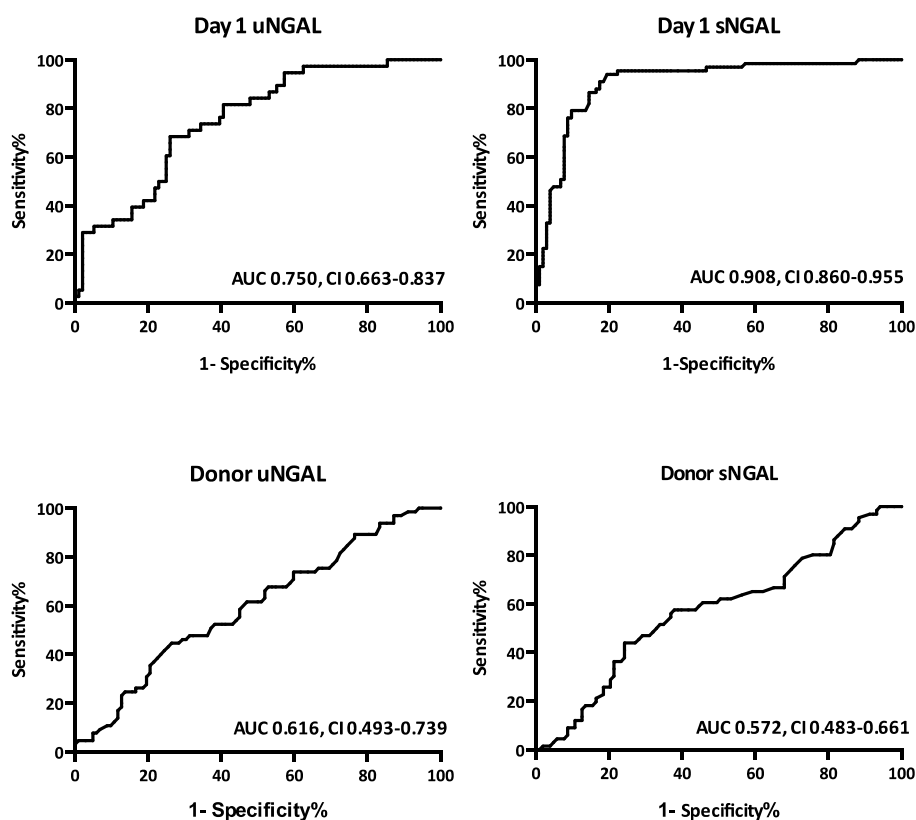 Day 1 uNGAL
100
80
60
40
20
0
Sensitivity%
AUC 0.750, CI 0.663-0.837
0 20 40 60 80 100
1- Specificity%
Day 1 sNGAL
100
80
60
40
20
0
Sensitivity%
AUC 0.908, CI 0.860-0.955
0 20 40 60 80 100
1-Specificity%
Donor uNGAL
100
80
60
40
20
0
Sensitivity%
AUC 0.616, CI 0.493-0.739
0 20 40 60 80 100
1- Specificity%
Donor sNGAL
100
80
60
40
20
0
Sensitivity%
AUC 0.572, CI 0.483-0.661
0 20 40 60 80 100
1- Specificity%